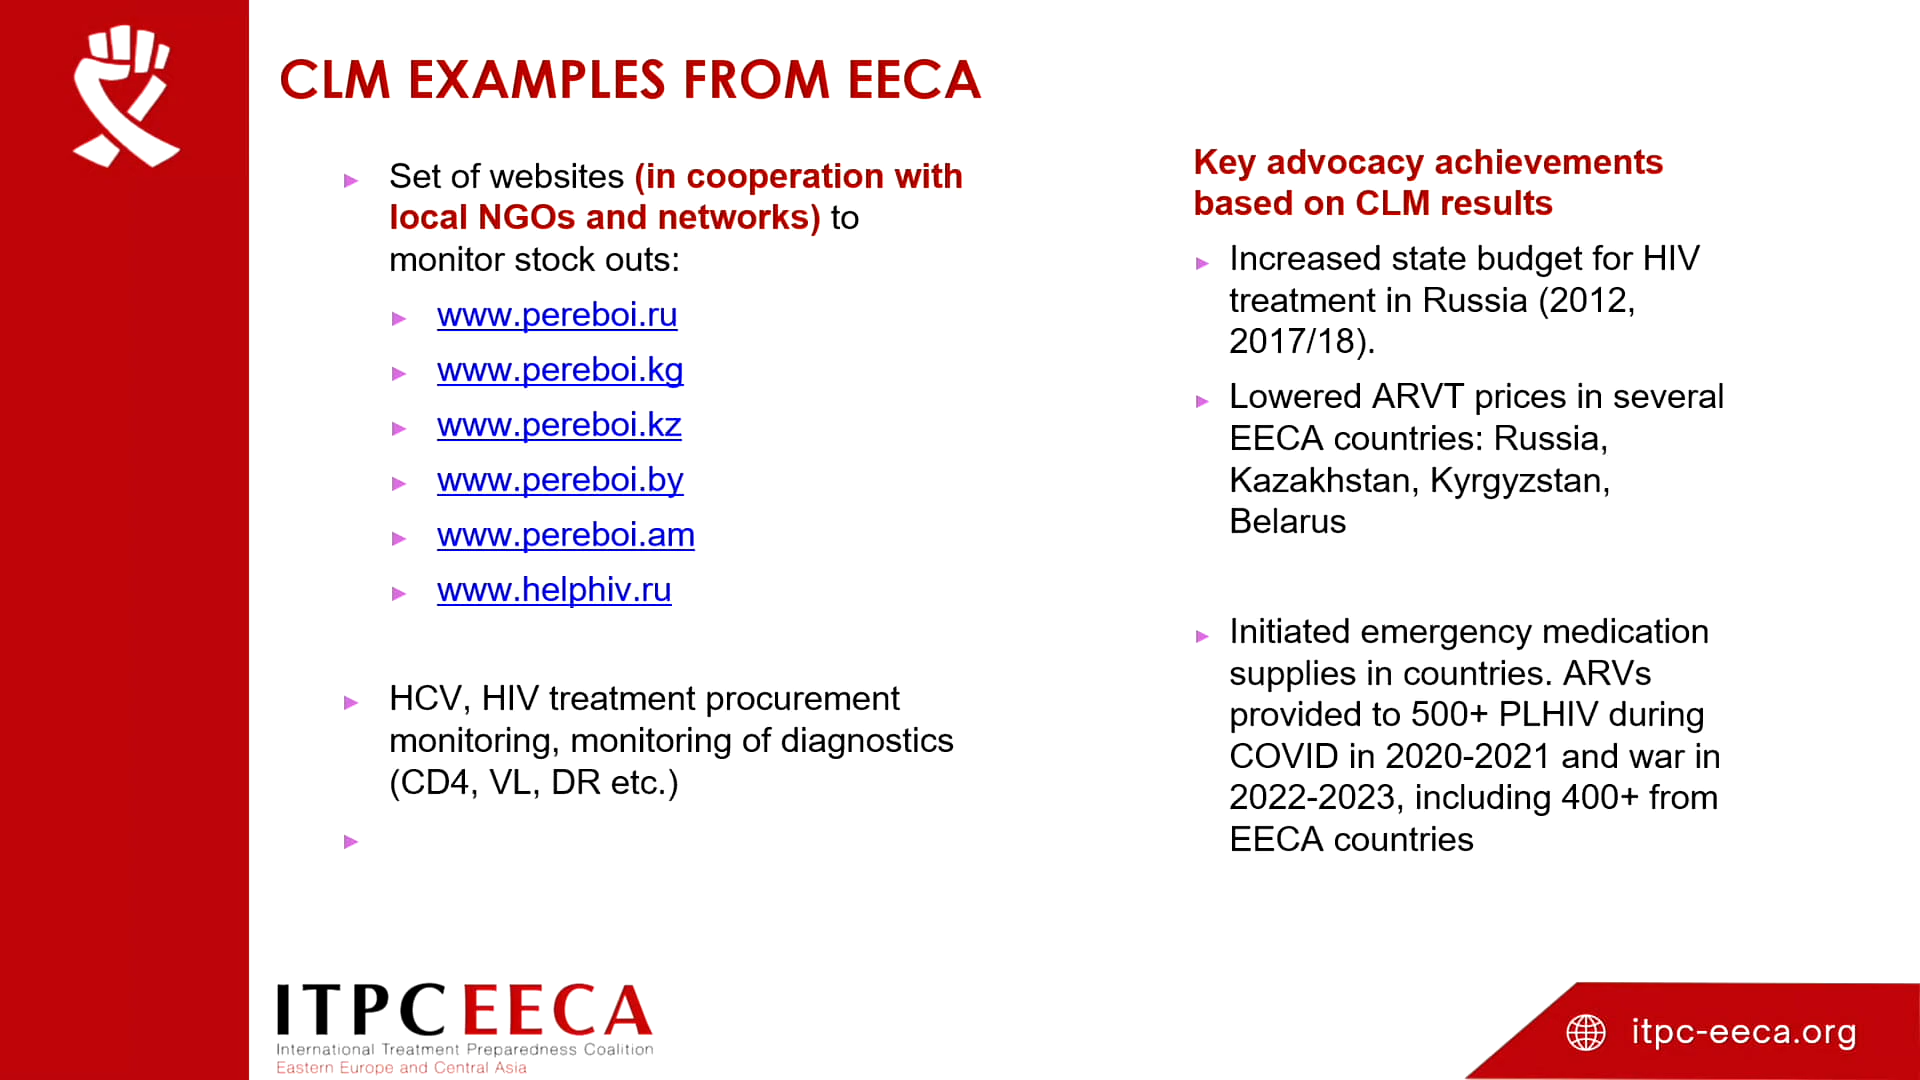 CLM EXAMPLES FROM EECA
Set of websites (in cooperation with
local NGOs and networks) to
monitor stock outs:
www.pereboi.ru
www.pereboi.kg
www.pereboi.kz
www.pereboi.by
www.pereboi.am
www.helphiv.ru
HCV, HIV treatment procurement
monitoring, monitoring of diagnostics
(CD4, VL, DR etc.)
Key advocacy achievements
based on CLM results
Increased state budget for HIV
treatment in Russia (2012,
2017/18).
Lowered ARVT prices in several
EECA countries: Russia,
Kazakhstan, Kyrgyzstan,
Belarus
Initiated emergency medication
supplies in countries. ARVs
provided to 500+ PLHIV during
COVID in 2020-2021 and war in
2022-2023, including 400+ from
EECA countries
ITPCEECA
International Treatment Preparedness Coalition
Eastern Europe and Central Asia
itpc-eeca.org